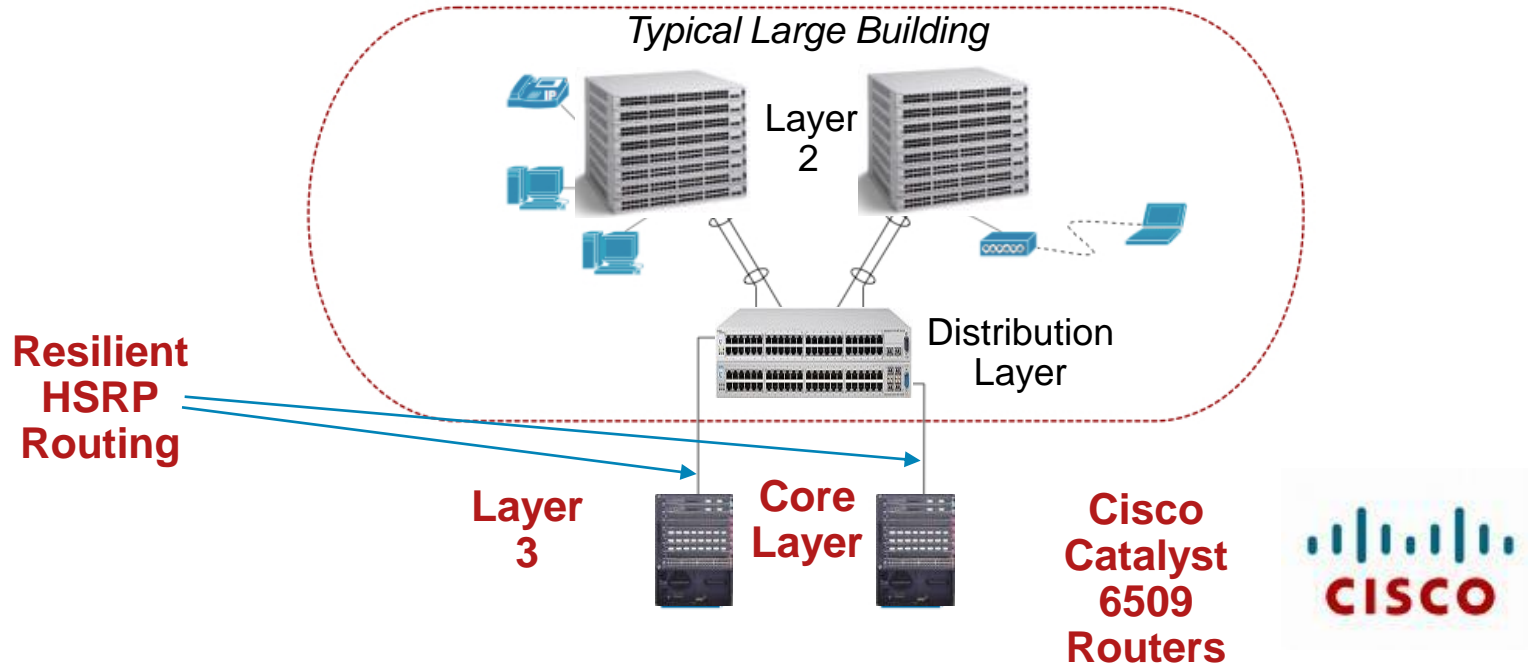 Typical Large Building
IP
Layer
2
Distribution
Layer
Resilient
HSRP
Routing
Layer
3
Core
Layer
Cisco
Catalyst
6509
Routers
CISCO